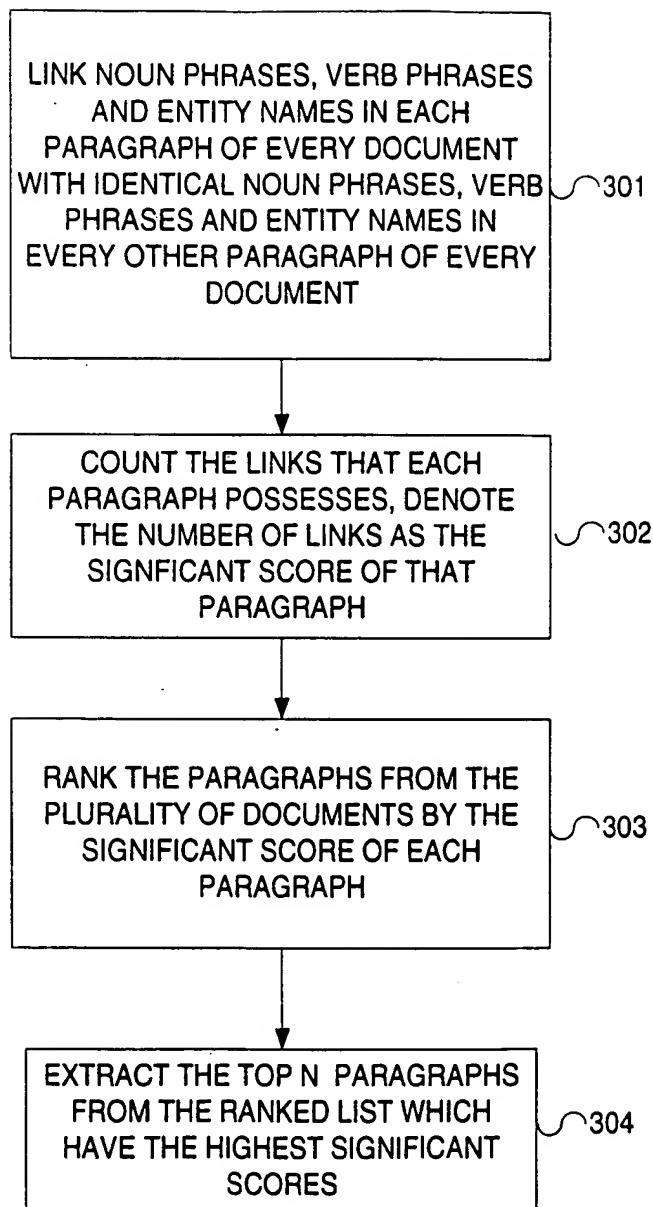 LINK NOUN PHRASES, VERB PHRASES
AND ENTITY NAMES IN EACH
PARAGRAPH OF EVERY DOCUMENT
WITH IDENTICAL NOUN PHRASES, VERB
PHRASES AND ENTITY NAMES IN
EVERY OTHER PARAGRAPH OF EVERY
DOCUMENT
301
COUNT THE LINKS THAT EACH
PARAGRAPH POSSESSES, DENOTE
THE NUMBER OF LINKS AS THE
SIGNFICANT SCORE OF THAT
PARAGRAPH
302
RANK THE PARAGRAPHS FROM THE
PLURALITY OF DOCUMENTS BY THE
SIGNIFICANT SCORE OF EACH
PARAGRAPH
303
EXTRACT THE TOP N PARAGRAPHS
FROM THE RANKED LIST WHICH
HAVE THE HIGHEST SIGNIFICANT
SCORES
304